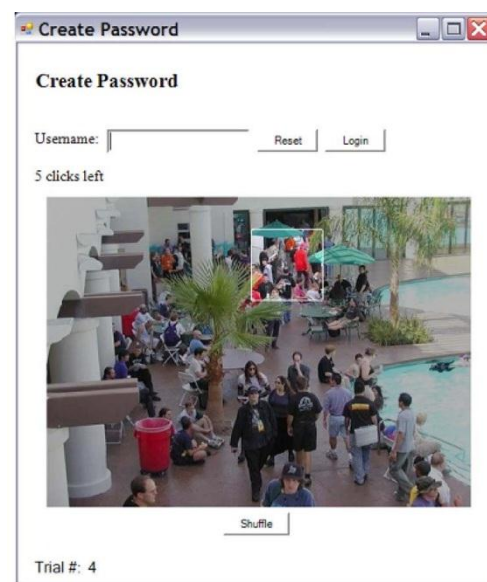 Create Password
Create Password
Username: Reset Login
5 clicks left
Shuffle
Trial #: 4